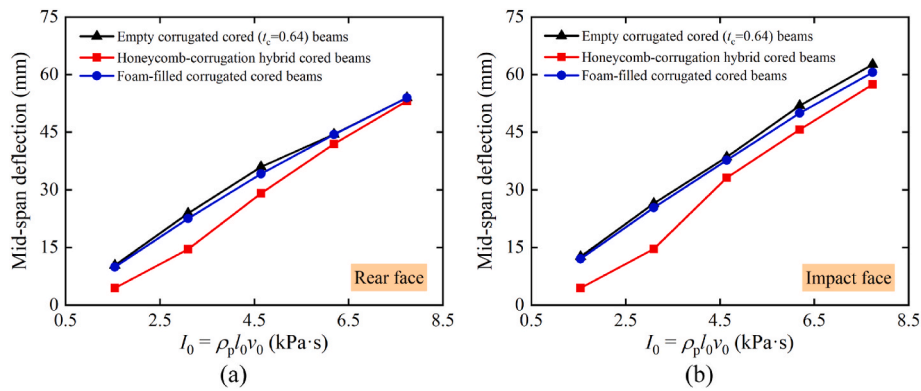 75
60
45
30
15
0
Mid-span deflection (mm)
Empty corrugated cored (tc=0.64) beams
Honeycomb-corrugation hybrid cored beams
Foam-filled corrugated cored beams
Rear face
0.5 2.5 4.5 6.5 8.5
I0 = ρpl0v0 (kPa·s)
(a)
75
60
45
30
15
0
Mid-span deflection (mm)
Empty corrugated cored (tc=0.64) beams
Honeycomb-corrugation hybrid cored beams
Foam-filled corrugated cored beams
Impact face
0.5 2.5 4.5 6.5 8.5
I0 = ρpl0v0 (kPa·s)
(b)